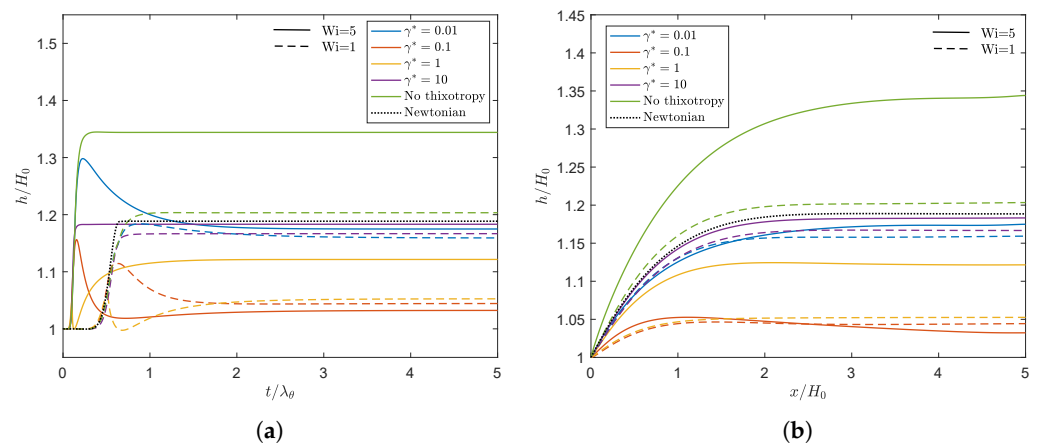 1.5
1.4
1.3
1.2
1.1
1
h/H₀
0
1
2
3
4
5
t/λ_θ
Wi=5
Wi=1
γ* = 0.01
γ* = 0.1
γ* = 1
γ* = 10
No thixotropy
Newtonian
(a)
1.45
1.4
1.35
1.3
1.25
1.2
1.15
1.1
1.05
1
h/H₀
0
1
2
3
4
5
x/H₀
γ* = 0.01
γ* = 0.1
γ* = 1
γ* = 10
No thixotropy
Newtonian
Wi=5
Wi=1
(b)